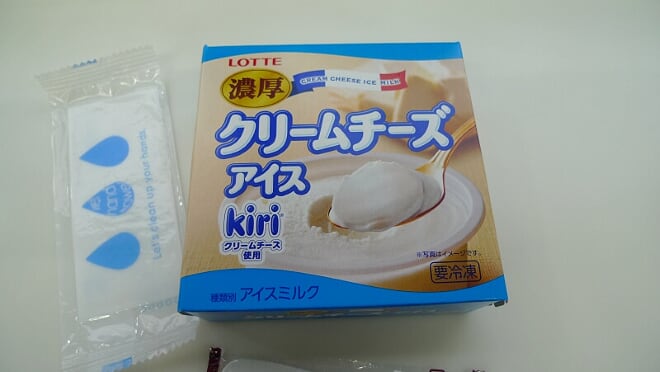 LOTTE
濃厚
CREAM CHEESE ICE MILK
クリームチーズ
アイス
kiri
クリームチーズ
使用
※写真はイメージです。
要冷凍
種類別 アイスミルク
Let's clean up your hands.